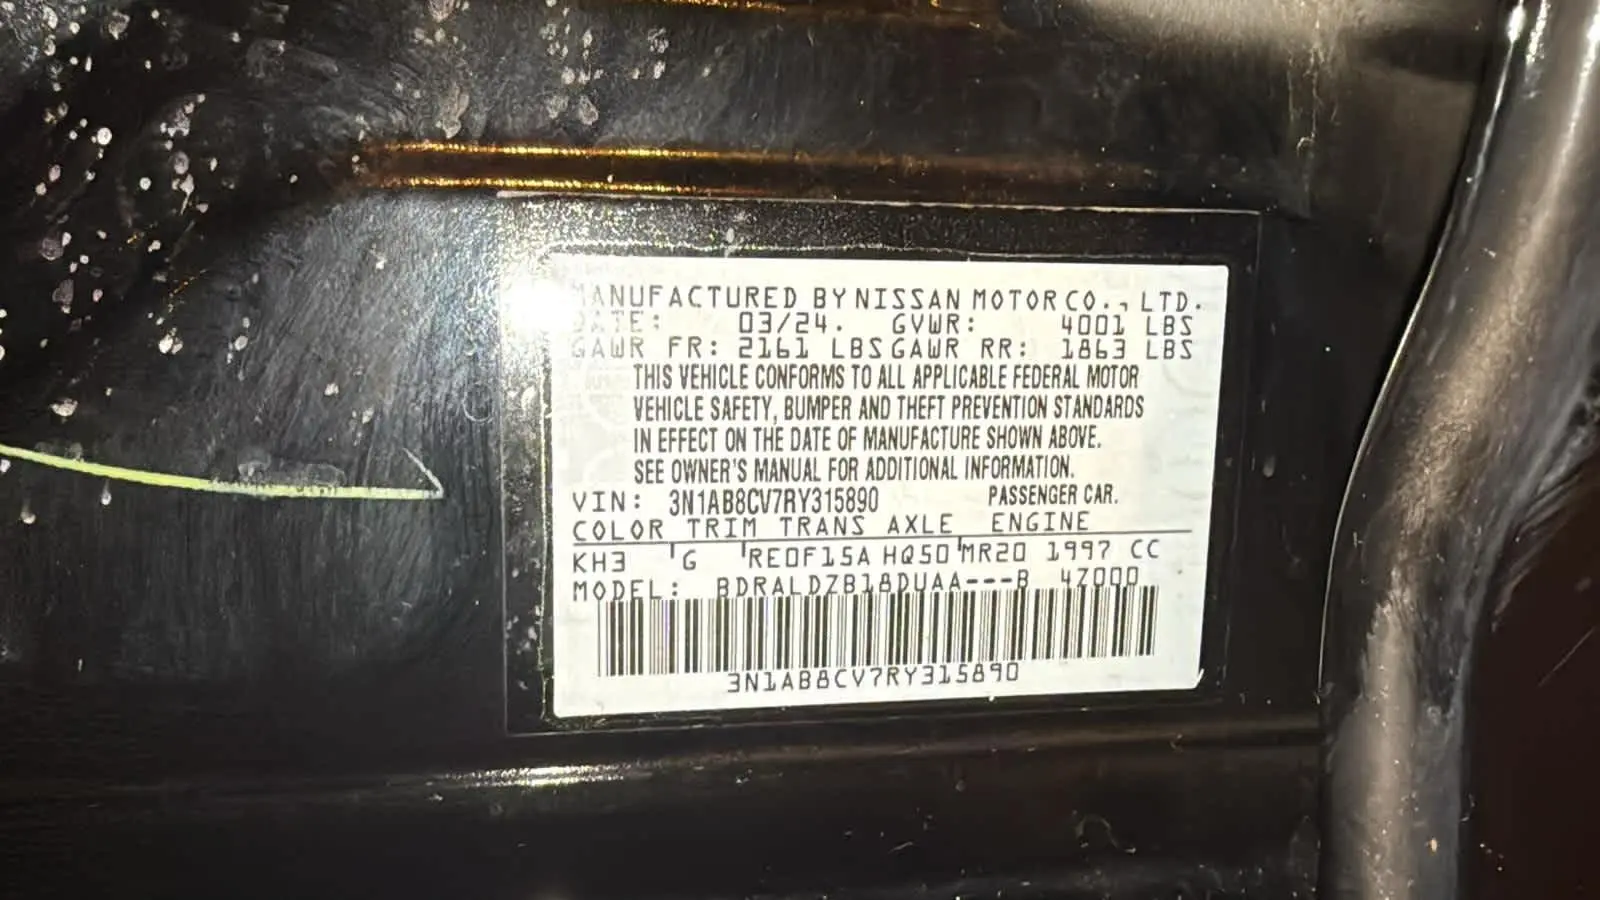 MANUFACTURED BY NISSAN MOTOR CO., LTD.
DATE: 03/24. GVWR: 4001 LBS
GAWR FR: 2161 LBS GAWR RR: 1863 LBS
THIS VEHICLE CONFORMS TO ALL APPLICABLE FEDERAL MOTOR
VEHICLE SAFETY, BUMPER AND THEFT PREVENTION STANDARDS
IN EFFECT ON THE DATE OF MANUFACTURE SHOWN ABOVE.
SEE OWNER'S MANUAL FOR ADDITIONAL INFORMATION.
VIN: 3N1AB8CV7RY315890 PASSENGER CAR.
COLOR TRIM TRANS AXLE ENGINE
KH3 G RE0F15A HQ50 MR20 1997 CC
MODEL: BDRALDZB18DUAA---B 47000
3N1AB8CV7RY315890